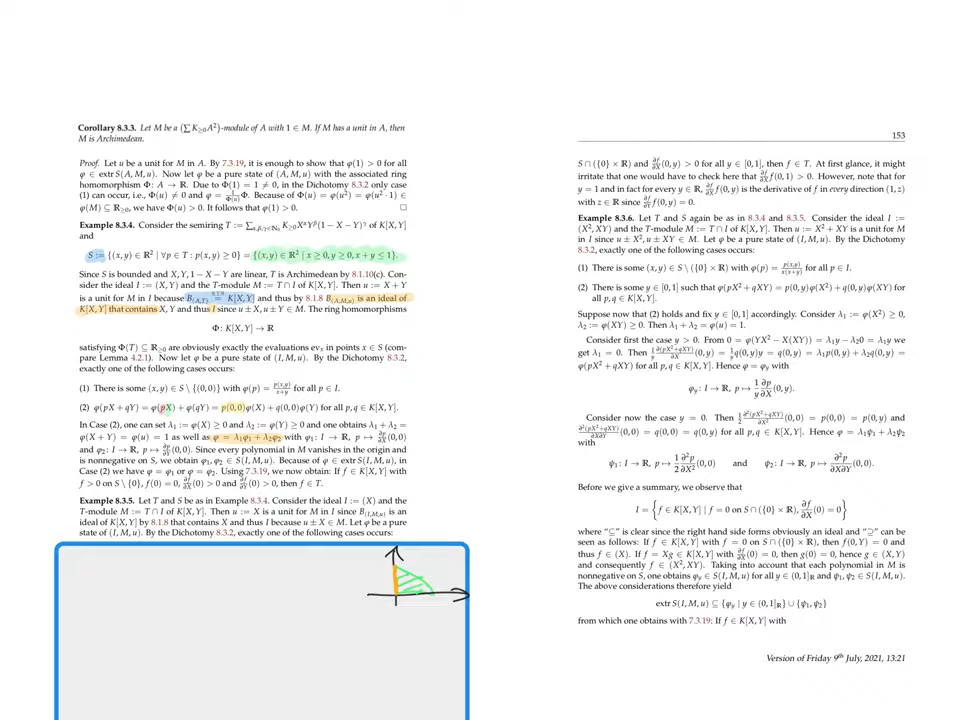 Corollary 8.3.3. Let M be a (∑ K≥0A²)-module of A with 1 ∈ M. If M has a unit in A, then
M is Archimedean.
Proof. Let u be a unit for M in A. By 7.3.19, it is enough to show that φ(1) > 0 for all
φ ∈ extr S(A, M, u). Now let φ be a pure state of (A, M, u) with the associated ring
homomorphism Φ: A → ℝ. Due to Φ(1) = 1 ≠ 0, in the Dichotomy 8.3.2 only case
(1) can occur, i.e., Φ(u) ≠ 0 and φ = 1/Φ(u) Φ. Because of Φ(u) = φ(u²) = φ(u² · 1) ∈
φ(M) ⊆ ℝ≥0, we have Φ(u) > 0. It follows that φ(1) > 0. □
Example 8.3.4. Consider the semiring T := ∑α,β,γ∈ℕ₀ K≥0X^αY^β(1 − X − Y)^γ of K[X, Y]
and
S := {(x, y) ∈ ℝ² | ∀p ∈ T : p(x, y) ≥ 0} = {(x, y) ∈ ℝ² | x ≥ 0, y ≥ 0, x + y ≤ 1}.
Since S is bounded and X, Y, 1 − X − Y are linear, T is Archimedean by 8.1.10(c). Con-
sider the ideal I := (X, Y) and the T-module M := T ∩ I of K[X, Y]. Then u := X + Y
is a unit for M in I because B(A,T) 8.1.9= K[X, Y] and thus by 8.1.8 B(A,M,u) is an ideal of
K[X, Y] that contains X, Y and thus I since u ± X, u ± Y ∈ M. The ring homomorphisms
Φ: K[X, Y] → ℝ
satisfying Φ(T) ⊆ ℝ≥0 are obviously exactly the evaluations evₓ in points x ∈ S (com-
pare Lemma 4.2.1). Now let φ be a pure state of (I, M, u). By the Dichotomy 8.3.2,
exactly one of the following cases occurs:
(1) There is some (x, y) ∈ S \ {(0, 0)} with φ(p) = p(x,y)/(x+y) for all p ∈ I.
(2) φ(pX + qY) = φ(pX) + φ(qY) = p(0, 0)φ(X) + q(0, 0)φ(Y) for all p, q ∈ K[X, Y].
In Case (2), one can set λ₁ := φ(X) ≥ 0 and λ₂ := φ(Y) ≥ 0 and one obtains λ₁ + λ₂ =
φ(X + Y) = φ(u) = 1 as well as φ = λ₁φ₁ + λ₂φ₂ with φ₁: I → ℝ, p ↦ ∂p/∂X(0, 0)
and φ₂: I → ℝ, p ↦ ∂p/∂Y(0, 0). Since every polynomial in M vanishes in the origin and
is nonnegative on S, we obtain φ₁, φ₂ ∈ S(I, M, u). Because of φ ∈ extr S(I, M, u), in
Case (2) we have φ = φ₁ or φ = φ₂. Using 7.3.19, we now obtain: If f ∈ K[X, Y] with
f > 0 on S \ {0}, f(0) = 0, ∂f/∂X(0) > 0 and ∂f/∂Y(0) > 0, then f ∈ T.
Example 8.3.5. Let T and S be as in Example 8.3.4. Consider the ideal I := (X) and the
T-module M := T ∩ I of K[X, Y]. Then u := X is a unit for M in I since B(I,M,u) is an
ideal of K[X, Y] by 8.1.8 that contains X and thus I because u ± X ∈ M. Let φ be a pure
state of (I, M, u). By the Dichotomy 8.3.2, exactly one of the following cases occurs:
153
S ∩ ({0} × ℝ) and ∂f/∂X(0, y) > 0 for all y ∈ [0, 1], then f ∈ T. At first glance, it might
irritate that one would have to check here that ∂f/∂X f(0, 1) > 0. However, note that for
y = 1 and in fact for every y ∈ ℝ, ∂f/∂X f(0, y) is the derivative of f in every direction (1, z)
with z ∈ ℝ since ∂f/∂Y f(0, y) = 0.
Example 8.3.6. Let T and S again be as in 8.3.4 and 8.3.5. Consider the ideal I :=
(X², XY) and the T-module M := T ∩ I of K[X, Y]. Then u := X² + XY is a unit for M
in I since u ± X², u ± XY ∈ M. Let φ be a pure state of (I, M, u). By the Dichotomy
8.3.2, exactly one of the following cases occurs:
(1) There is some (x, y) ∈ S \ ({0} × ℝ) with φ(p) = p(x,y)/(x(x+y)) for all p ∈ I.
(2) There is some y ∈ [0, 1] such that φ(pX² + qXY) = p(0, y)φ(X²) + q(0, y)φ(XY) for
all p, q ∈ K[X, Y].
Suppose now that (2) holds and fix y ∈ [0, 1] accordingly. Consider λ₁ := φ(X²) ≥ 0,
λ₂ := φ(XY) ≥ 0. Then λ₁ + λ₂ = φ(u) = 1.
Consider first the case y > 0. From 0 = φ(YX² − X(XY)) = λ₁y − λ₂0 = λ₁y we
get λ₁ = 0. Then 1/y ∂(pX²+qXY)/∂X (0, y) = 1/y q(0, y)y = q(0, y) = λ₁p(0, y) + λ₂q(0, y) =
φ(pX² + qXY) for all p, q ∈ K[X, Y]. Hence φ = φ_y with
φ_y: I → ℝ, p ↦ 1/y ∂p/∂X (0, y).
Consider now the case y = 0. Then 1/2 ∂²(pX²+qXY)/∂X² (0, 0) = p(0, 0) = p(0, y) and
∂²(pX²+qXY)/∂X∂Y (0, 0) = q(0, 0) = q(0, y) for all p, q ∈ K[X, Y]. Hence φ = λ₁ψ₁ + λ₂ψ₂
with
ψ₁: I → ℝ, p ↦ 1/2 ∂²p/∂X² (0, 0) and ψ₂: I → ℝ, p ↦ ∂²p/∂X∂Y (0, 0).
Before we give a summary, we observe that
I = {f ∈ K[X, Y] | f = 0 on S ∩ ({0} × ℝ), ∂f/∂X (0) = 0}
where “⊆” is clear since the right hand side forms obviously an ideal and “⊇” can be
seen as follows: If f ∈ K[X, Y] with f = 0 on S ∩ ({0} × ℝ), then f(0, Y) = 0 and
thus f ∈ (X). If f = Xg ∈ K[X, Y] with ∂f/∂X(0) = 0, then g(0) = 0, hence g ∈ (X, Y)
and consequently f ∈ (X², XY). Taking into account that each polynomial in M is
nonnegative on S, one obtains φ_y ∈ S(I, M, u) for all y ∈ (0, 1]ℝ and ψ₁, ψ₂ ∈ S(I, M, u).
The above considerations therefore yield
extr S(I, M, u) ⊆ {φ_y | y ∈ (0, 1]ℝ} ∪ {ψ₁, ψ₂}
from which one obtains with 7.3.19: If f ∈ K[X, Y] with
Version of Friday 9th July, 2021, 13:21